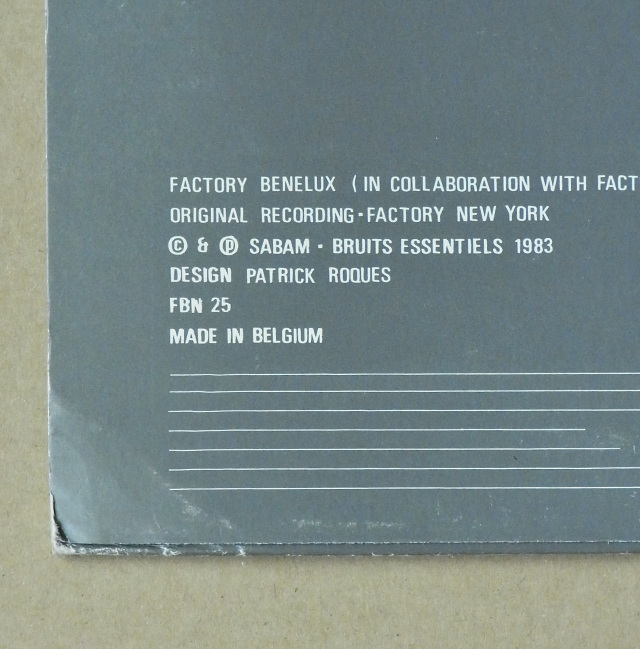 FACTORY BENELUX (IN COLLABORATION WITH FACT
ORIGINAL RECORDING·FACTORY NEW YORK
© & ℗ SABAM · BRUITS ESSENTIELS 1983
DESIGN PATRICK ROQUES
FBN 25
MADE IN BELGIUM